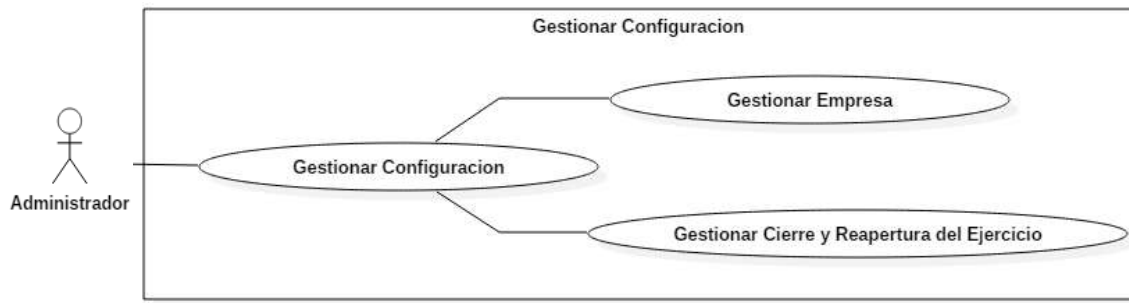 Gestionar Configuracion
Gestionar Empresa
Gestionar Configuracion
Administrador
Gestionar Cierre y Reapertura del Ejercicio